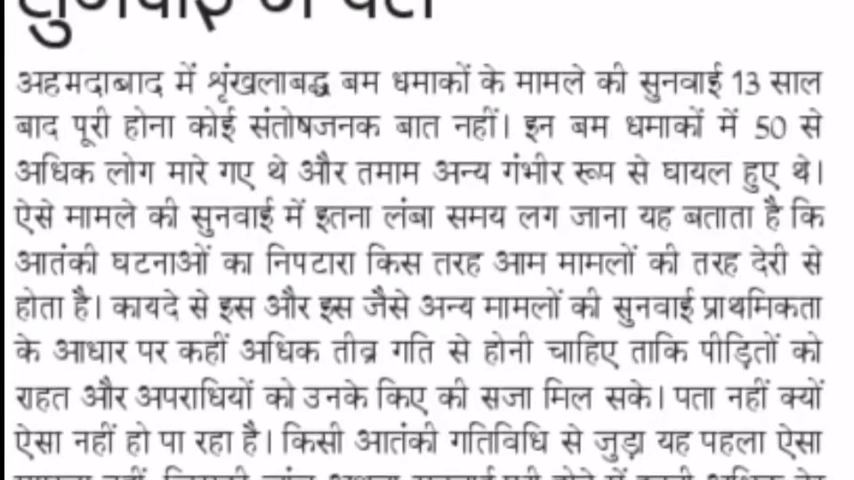 सुनवाई में देरी
अहमदाबाद में श्रृंखलाबद्ध बम धमाकों के मामले की सुनवाई 13 साल
बाद पूरी होना कोई संतोषजनक बात नहीं। इन बम धमाकों में 50 से
अधिक लोग मारे गए थे और तमाम अन्य गंभीर रूप से घायल हुए थे।
ऐसे मामले की सुनवाई में इतना लंबा समय लग जाना यह बताता है कि
आतंकी घटनाओं का निपटारा किस तरह आम मामलों की तरह देरी से
होता है। कायदे से इस और इस जैसे अन्य मामलों की सुनवाई प्राथमिकता
के आधार पर कहीं अधिक तीव्र गति से होनी चाहिए ताकि पीड़ितों को
राहत और अपराधियों को उनके किए की सजा मिल सके। पता नहीं क्यों
ऐसा नहीं हो पा रहा है। किसी आतंकी गतिविधि से जुड़ा यह पहला ऐसा